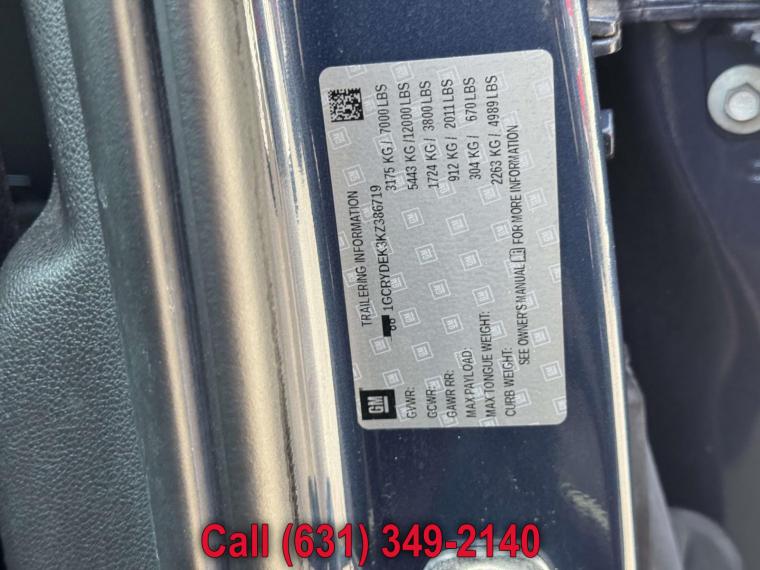 TRAILERING INFORMATION
1GCRYDEK3KZ386719
GM
GVWR: 3175 KG / 7000 LBS
GCWR: 5443 KG / 12000 LBS
GAWR RR: 1724 KG / 3800 LBS
MAX PAYLOAD: 912 KG / 2011 LBS
MAX TONGUE WEIGHT: 304 KG / 670 LBS
CURB WEIGHT: 2263 KG / 4989 LBS
SEE OWNER'S MANUAL FOR MORE INFORMATION
Call (631) 349-2140